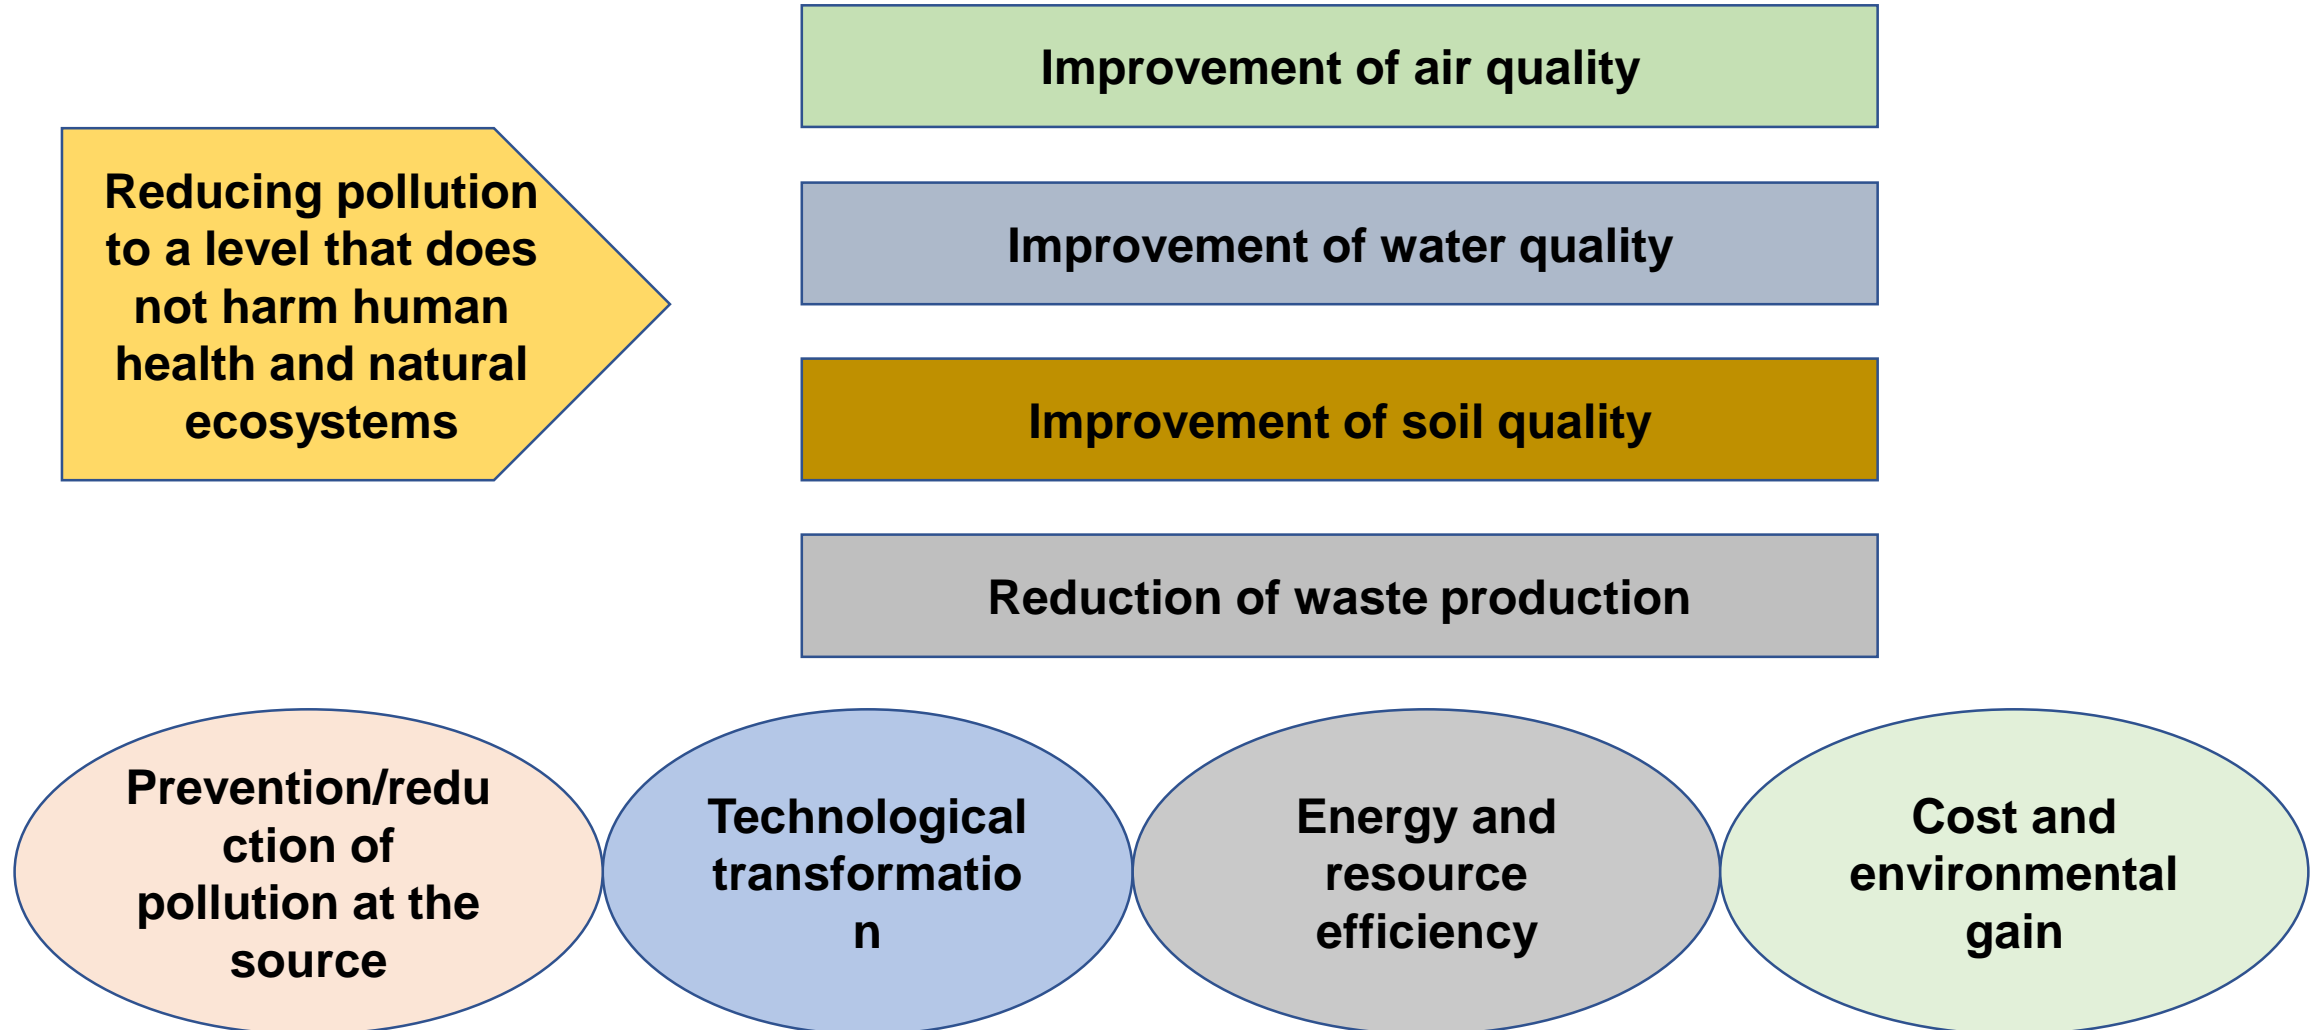 Improvement of air quality
Reducing pollution
to a level that does
not harm human
health and natural
ecosystems
Improvement of water quality
Improvement of soil quality
Reduction of waste production
Prevention/redu
ction of
pollution at the
source
Technological
transformatio
n
Energy and
resource
efficiency
Cost and
environmental
gain